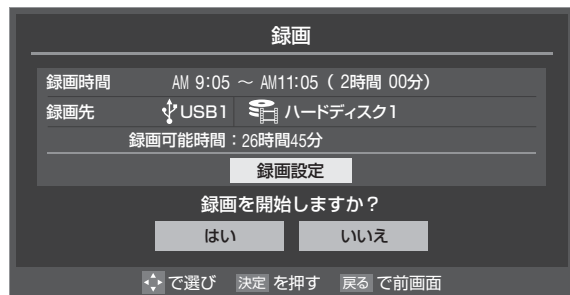 録画
録画時間 AM 9:05 ～ AM11:05 ( 2時間 00分)
録画先 USB1 ハードディスク1
録画可能時間：26時間45分
録画設定
録画を開始しますか？
はい いいえ
で選び 決定 を押す 戻る で前画面